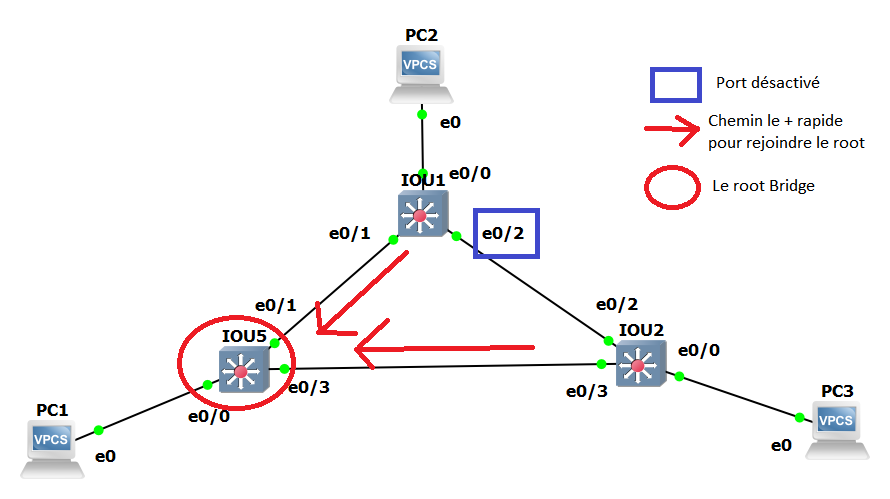 PC2
VPCS
Port désactivé
e0
Chemin le + rapide
pour rejoindre le root
IOU1
e0/0
Le root Bridge
e0/1
e0/2
e0/1
e0/2
IOU5
IOU2
e0/0
e0/3
e0/3
e0/0
PC1
VPCS
e0
PC3
VPCS
e0